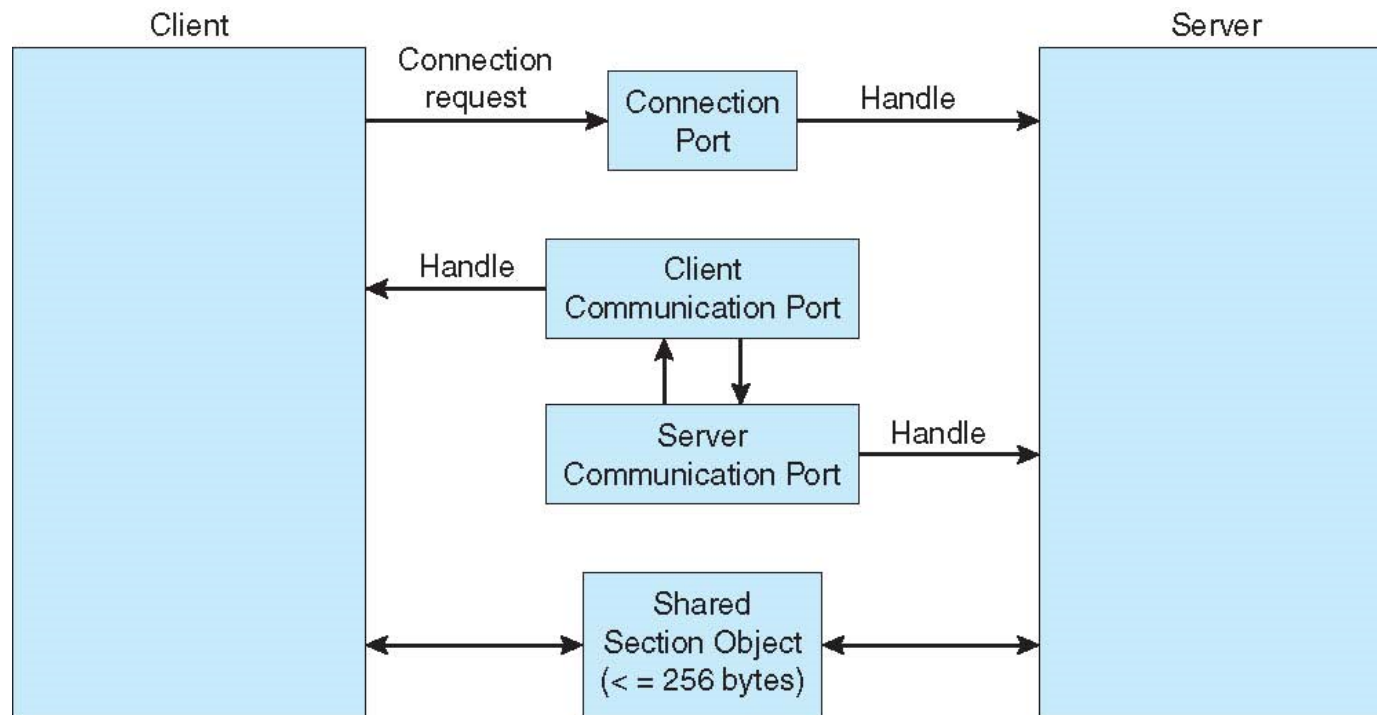 Client
Server
Connection
request
Connection
Port
Handle
Handle
Client
Communication Port
Server
Communication Port
Handle
Shared
Section Object
(< = 256 bytes)